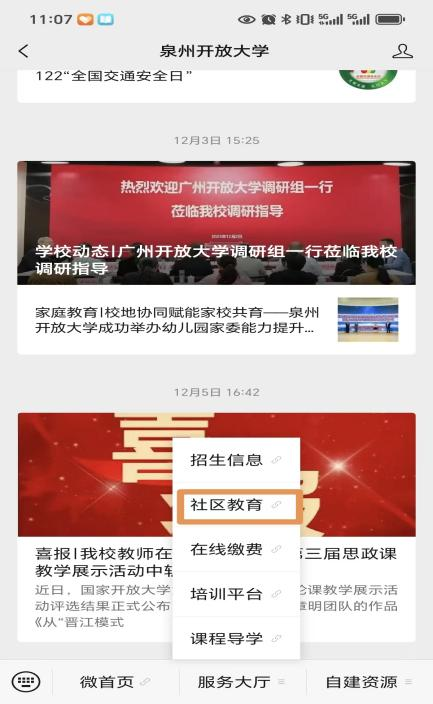 11:07
泉州开放大学
122“全国交通安全日”
12月3日 15:25
热烈欢迎广州开放大学调研组一行
莅临我校调研指导
学校动态|广州开放大学调研组一行莅临我校
调研指导
家庭教育|校地协同赋能家校共育——泉州
开放大学成功举办幼儿园家委能力提升...
12月5日 16:42
喜报
招生信息
社区教育
在线缴费
培训平台
课程导学
喜报|我校教师在 第三届思政课
教学展示活动中
近日，国家开放大学 论课教学展示活
动评选结果正式公布 章明团队的作品
《从“晋江模式
微首页
服务大厅
自建资源